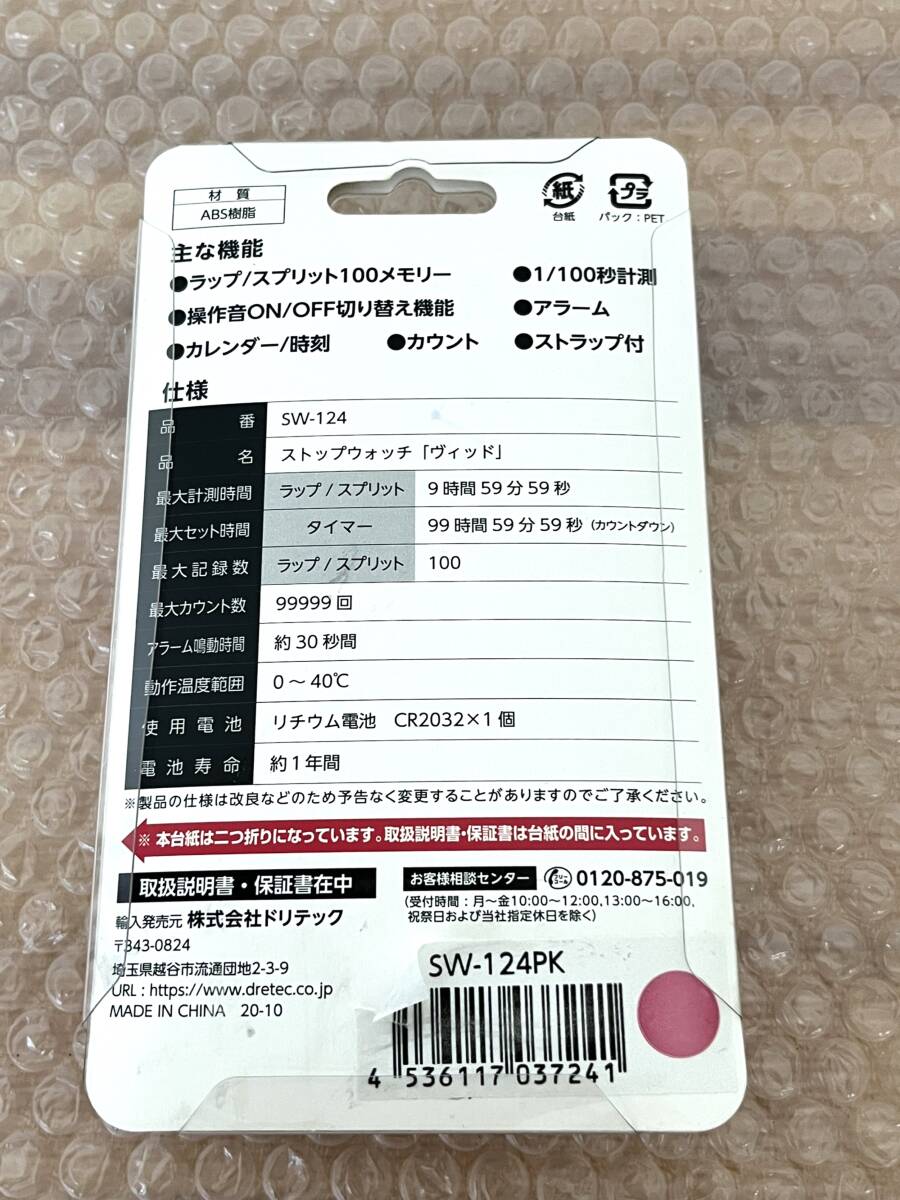 材質
ABS樹脂
紙
台紙
プラ
パック：PET
主な機能
●ラップ/スプリット100メモリー ●1/100秒計測
●操作音ON/OFF切り替え機能 ●アラーム
●カレンダー/時刻 ●カウント ●ストラップ付
仕様
品番 SW-124
品名 ストップウォッチ「ヴィッド」
最大計測時間 ラップ/スプリット 9時間59分59秒
最大セット時間 タイマー 99時間59分59秒（カウントダウン）
最大記録数 ラップ/スプリット 100
最大カウント数 99999回
アラーム鳴動時間 約30秒間
動作温度範囲 0～40℃
使用電池 リチウム電池 CR2032×1個
電池寿命 約1年間
※製品の仕様は改良などのため予告なく変更することがありますのでご了承ください。
※本台紙は二つ折りになっています。取扱説明書・保証書は台紙の間に入っています。
取扱説明書・保証書在中
お客様相談センター 0120-875-019
（受付時間：月～金10:00～12:00,13:00～16:00,
祝祭日および当社指定休日を除く）
輸入発売元 株式会社ドリテック
〒343-0824
埼玉県越谷市流通団地2-3-9
URL：https://www.dretec.co.jp
MADE IN CHINA 20-10
SW-124PK
4 536117 037241